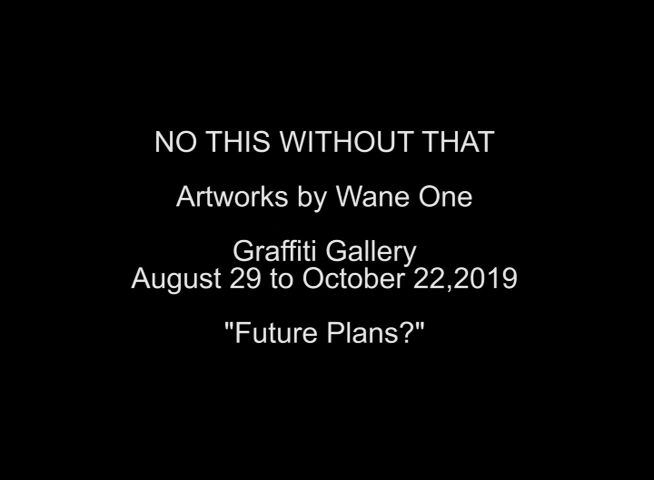 NO THIS WITHOUT THAT
Artworks by Wane One
Graffiti Gallery
August 29 to October 22,2019
"Future Plans?"